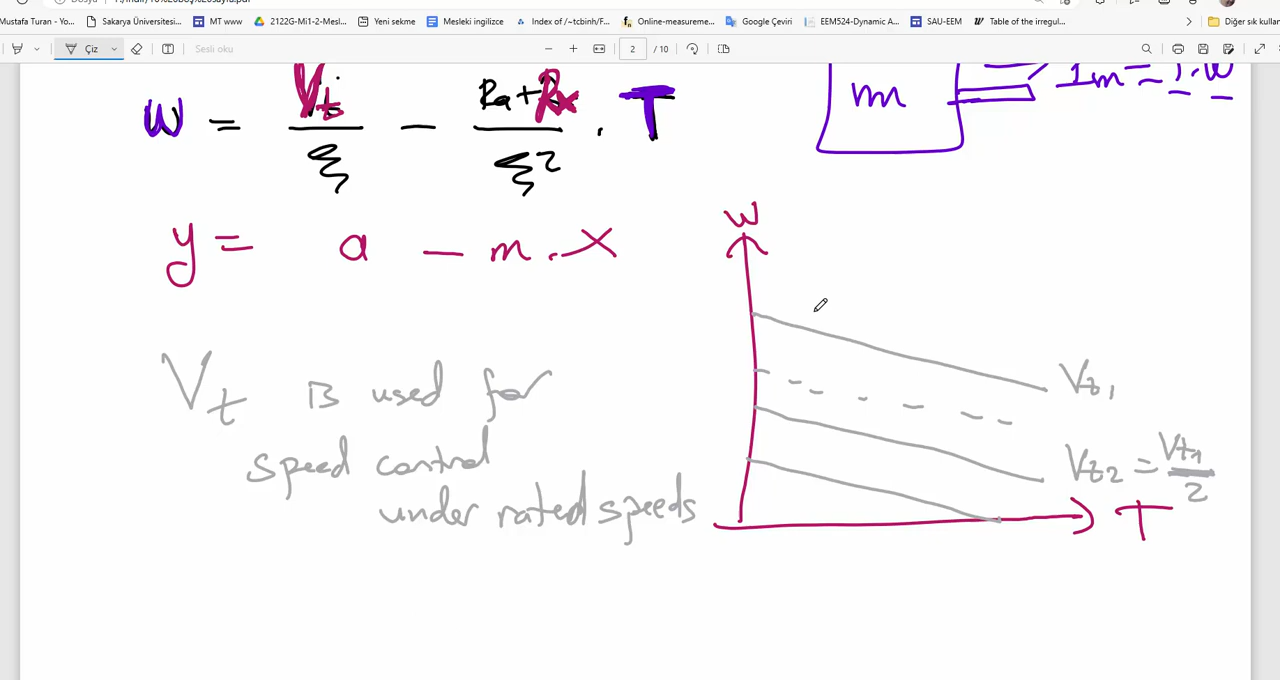 Mustafa Turan - Yo...
Sakarya Üniversitesi...
MT www
2122G-Mi1-2-Mesl...
Yeni sekme
Mesleki ingilizce
Index of /~tcbinh/F...
Online-measureme...
Google Çeviri
EEM524-Dynamic A...
SAU-EEM
Table of the irregul...
Diğer sık kullan
Çiz
Sesli oku
2 / 10
w = Vt/ξ - Ra+Rx/ξ² . T
m
y = a - m . x
w
Vt is used for
speed control
under rated speeds
Vt1
Vt2 = Vt1/2
T